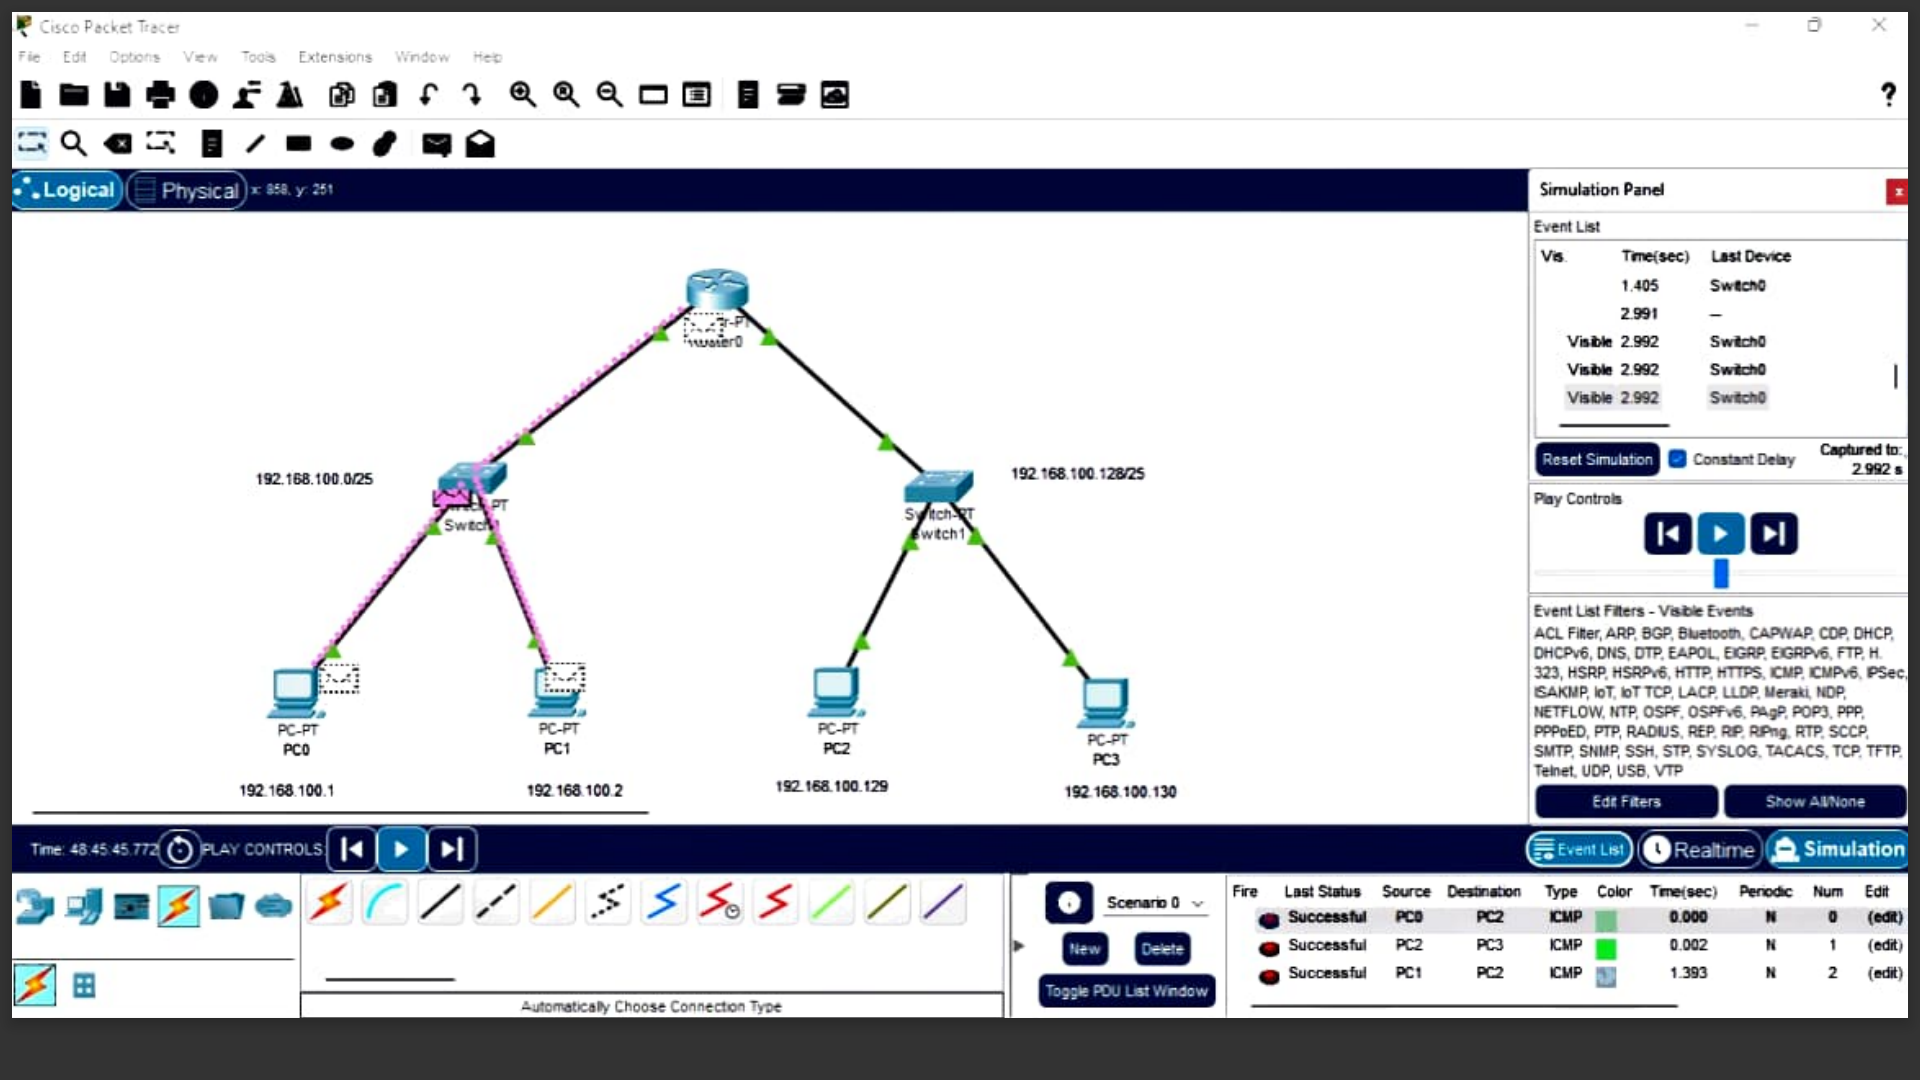 Cisco Packet Tracer
File Edit Options View Tools Extensions Window Help
?
Logical Physical x: 858, y: 251
Simulation Panel x
Event List
Vis. Time(sec) Last Device
1.405 Switch0
2.991 —
Visible 2.992 Switch0
Visible 2.992 Switch0
Visible 2.992 Switch0
Reset Simulation Constant Delay Captured to:
2.992 s
Play Controls
Event List Filters - Visible Events
ACL Filter, ARP, BGP, Bluetooth, CAPWAP, CDP, DHCP,
DHCPv6, DNS, DTP, EAPOL, EIGRP, EIGRPv6, FTP, H.
323, HSRP, HSRPv6, HTTP, HTTPS, ICMP, ICMPv6, IPSec,
ISAKMP, IoT, IoT TCP, LACP, LLDP, Meraki, NDP,
NETFLOW, NTP, OSPF, OSPFv6, PAgP, POP3, PPP,
PPPoED, PTP, RADIUS, REP, RIP, RIPng, RTP, SCCP,
SMTP, SNMP, SSH, STP, SYSLOG, TACACS, TCP, TFTP,
Telnet, UDP, USB, VTP
Edit Filters Show All/None
192.168.100.0/25
192.168.100.128/25
Switch-PT
Switch1
PC-PT
PC0
192.168.100.1
PC-PT
PC1
192.168.100.2
PC-PT
PC2
192.168.100.129
PC-PT
PC3
192.168.100.130
Time: 48:45:45.772 PLAY CONTROLS: Event List Realtime Simulation
Automatically Choose Connection Type
Scenario 0
New Delete
Toggle PDU List Window
Fire Last Status Source Destination Type Color Time(sec) Periodic Num Edit
Successful PC0 PC2 ICMP 0.000 N 0 (edit)
Successful PC2 PC3 ICMP 0.002 N 1 (edit)
Successful PC1 PC2 ICMP 1.393 N 2 (edit)